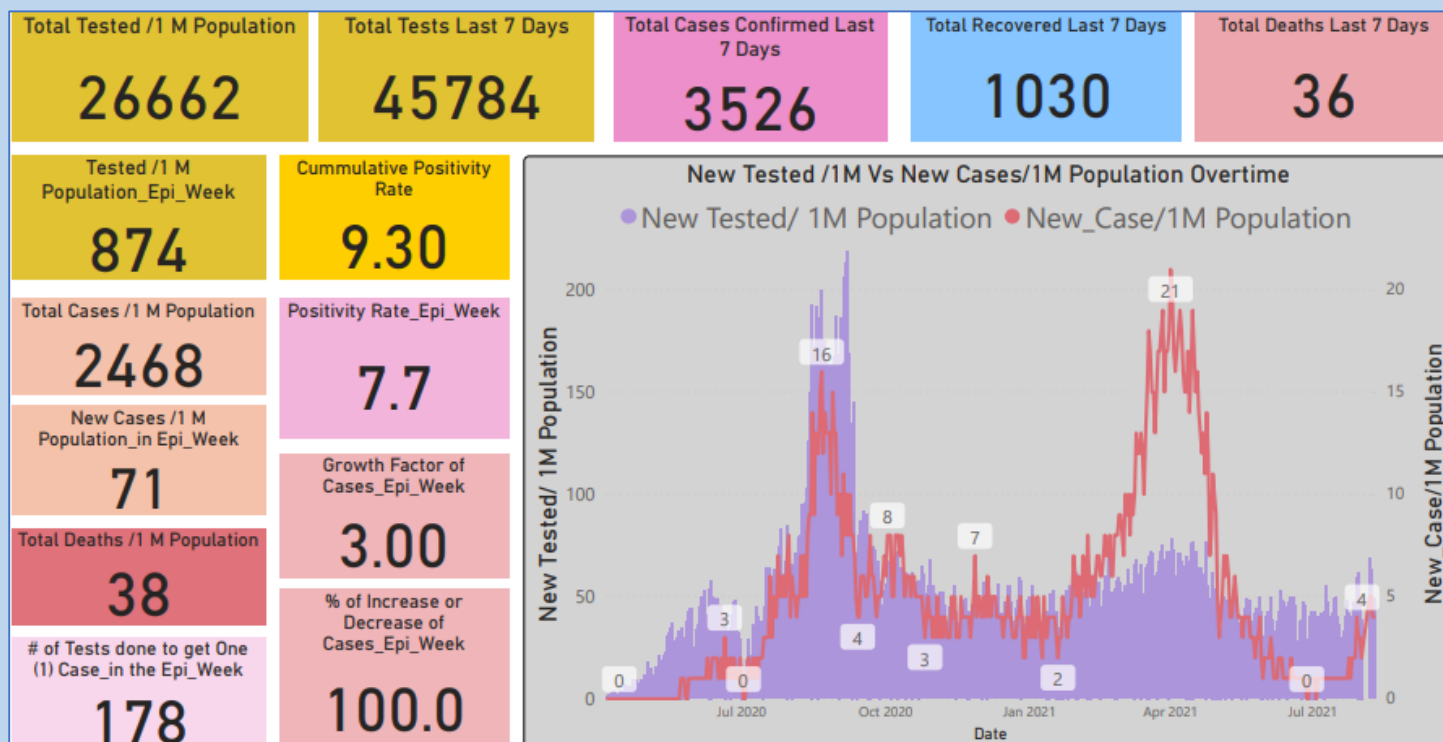 Total Tested /1 M Population
26662
Total Tests Last 7 Days
45784
Total Cases Confirmed Last
7 Days
3526
Total Recovered Last 7 Days
1030
Total Deaths Last 7 Days
36
Tested /1 M
Population_Epi_Week
874
Cummulative Positivity
Rate
9.30
Total Cases /1 M Population
2468
Positivity Rate_Epi_Week
7.7
New Cases /1 M
Population_in Epi_Week
71
Growth Factor of
Cases_Epi_Week
3.00
Total Deaths /1 M Population
38
% of Increase or
Decrease of
Cases_Epi_Week
100.0
# of Tests done to get One
(1) Case_in the Epi_Week
178
New Tested /1M Vs New Cases/1M Population Overtime
New Tested/ 1M Population New_Case/1M Population
New Tested/ 1M Population
200
150
100
50
0
0
3
0
16
4
8
3
7
2
21
0
4
20
15
10
5
0
New_Case/1M Population
Jul 2020 Oct 2020 Jan 2021 Apr 2021 Jul 2021
Date